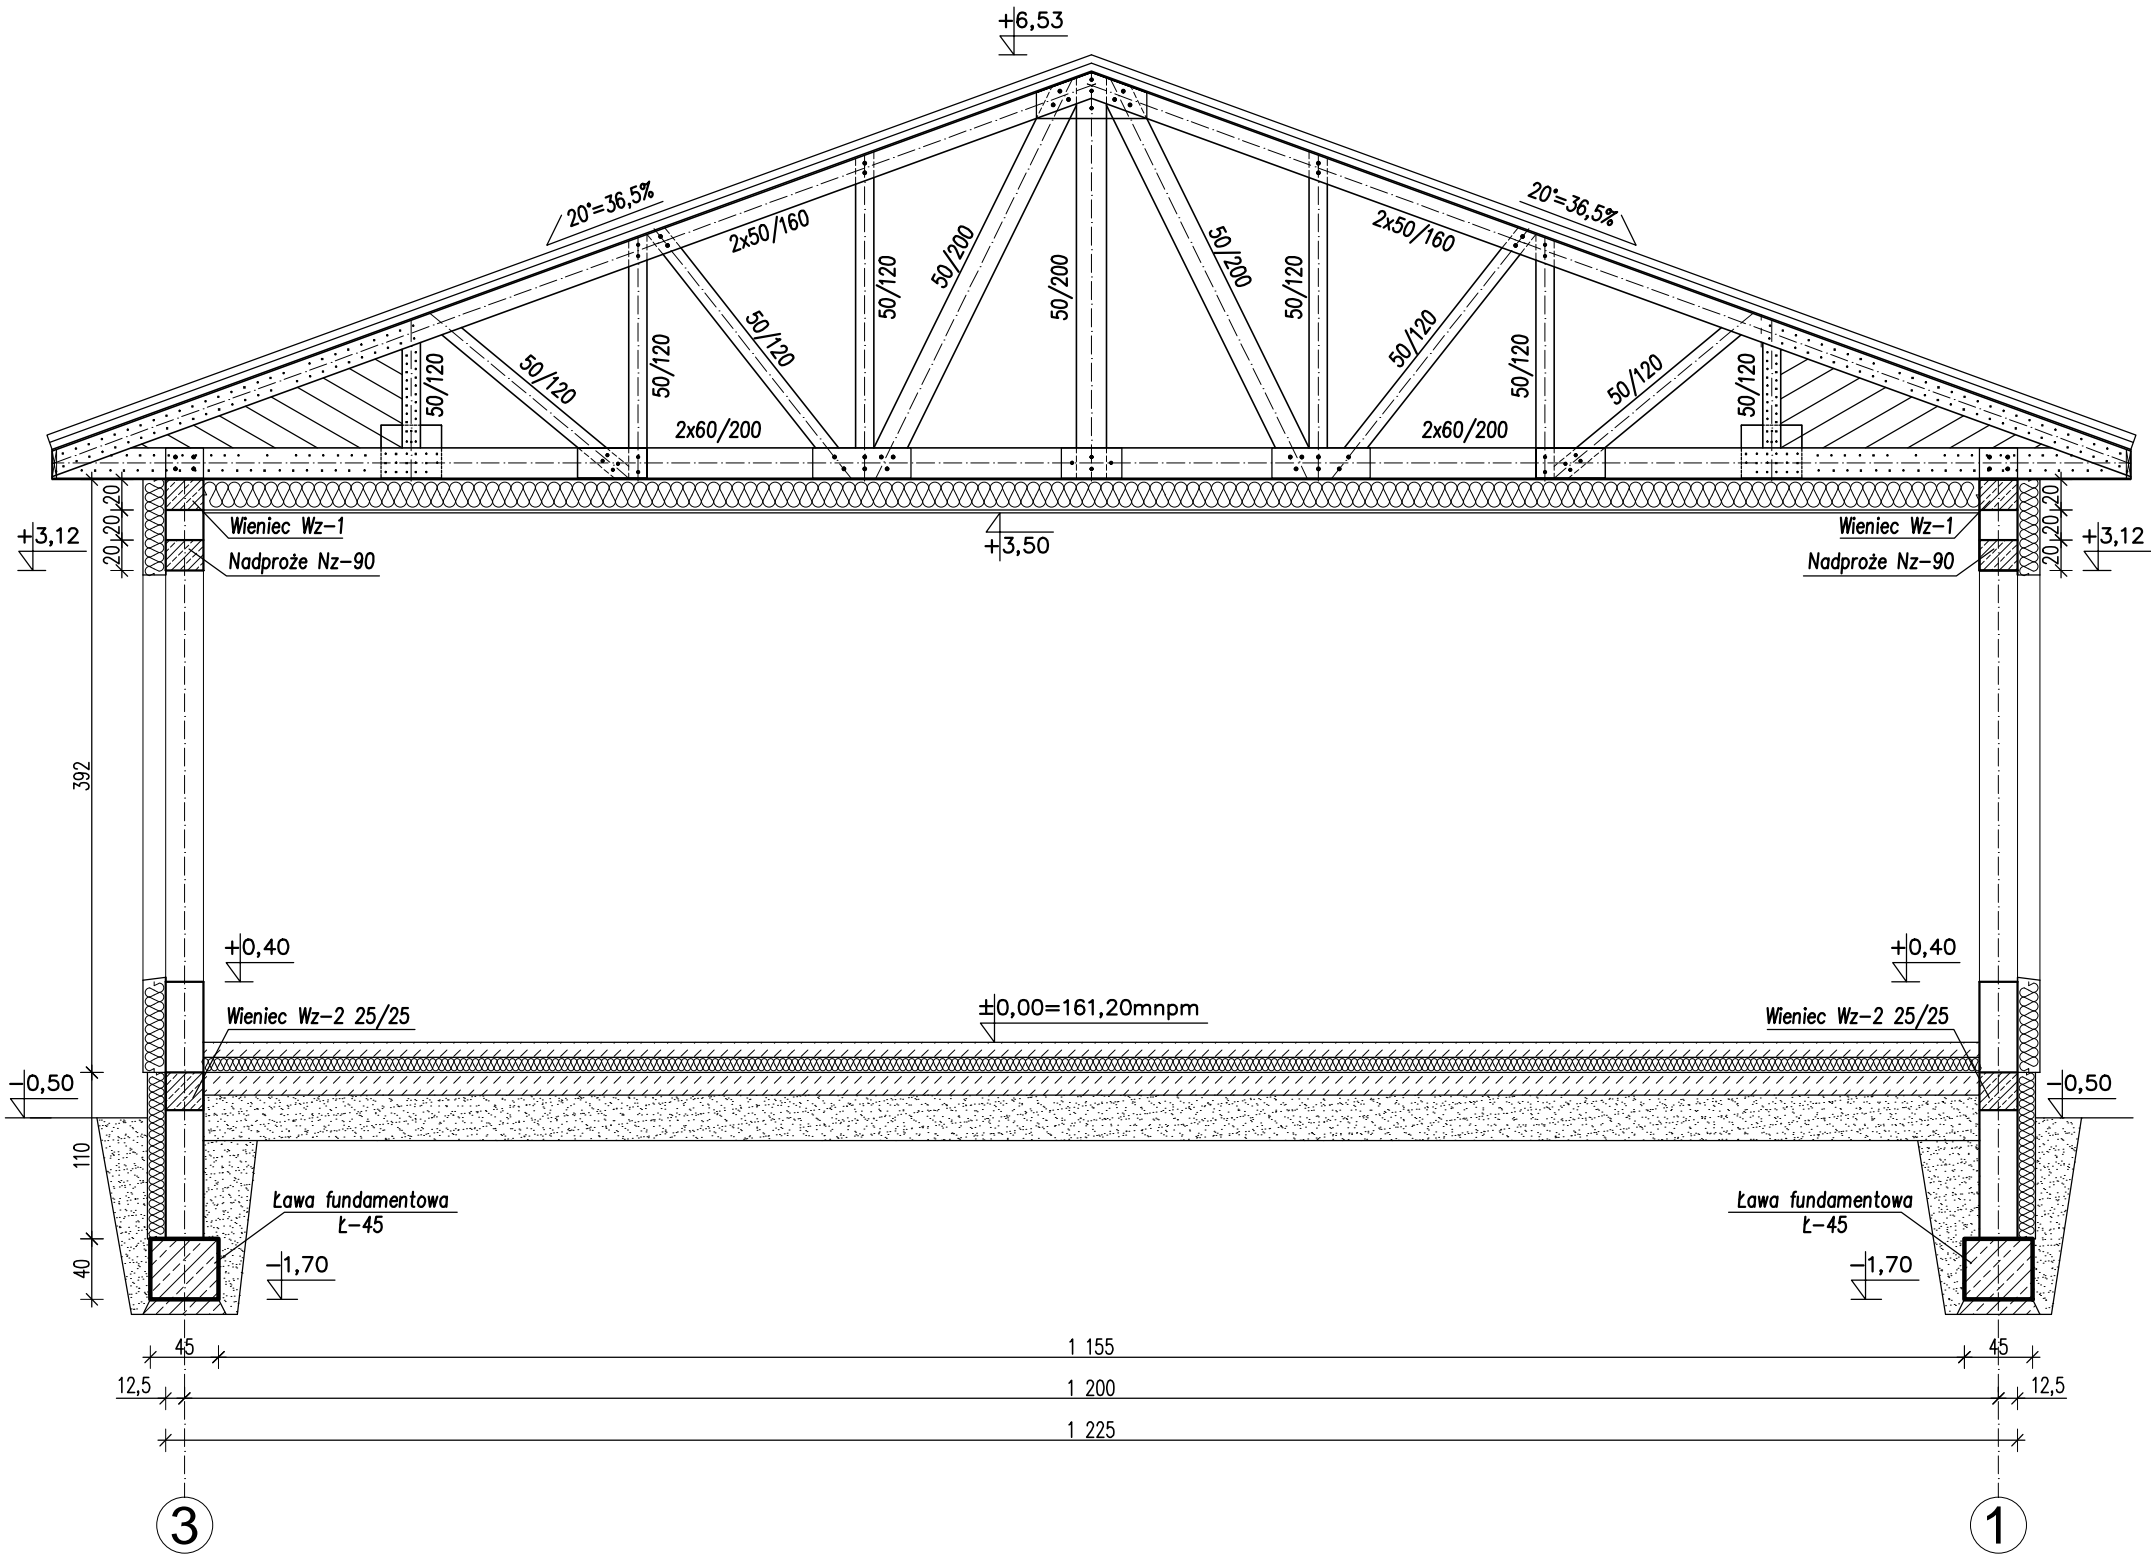 +6,53
20°=36,5%
20°=36,5%
2x50/160
2x50/160
50/200
50/200
50/200
50/120
50/120
50/120
50/120
50/120
50/120
50/120
50/120
50/120
50/120
2x60/200
2x60/200
20
20
20
20
20
20
Wieniec Wz-1
Wieniec Wz-1
+3,12
+3,50
+3,12
Nadproże Nz-90
Nadproże Nz-90
392
+0,40
+0,40
Wieniec Wz-2 25/25
±0,00=161,20mnpm
Wieniec Wz-2 25/25
-0,50
-0,50
110
Ława fundamentowa
Ł-45
Ława fundamentowa
Ł-45
40
-1,70
-1,70
45
1 155
45
12,5
1 200
12,5
1 225
3
1